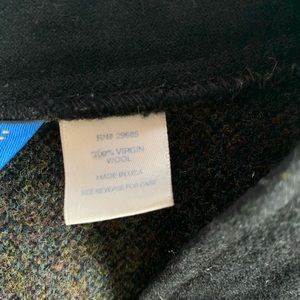 RN# 29685
100% VIRGIN
WOOL
MADE IN USA
SEE REVERSE FOR CARE